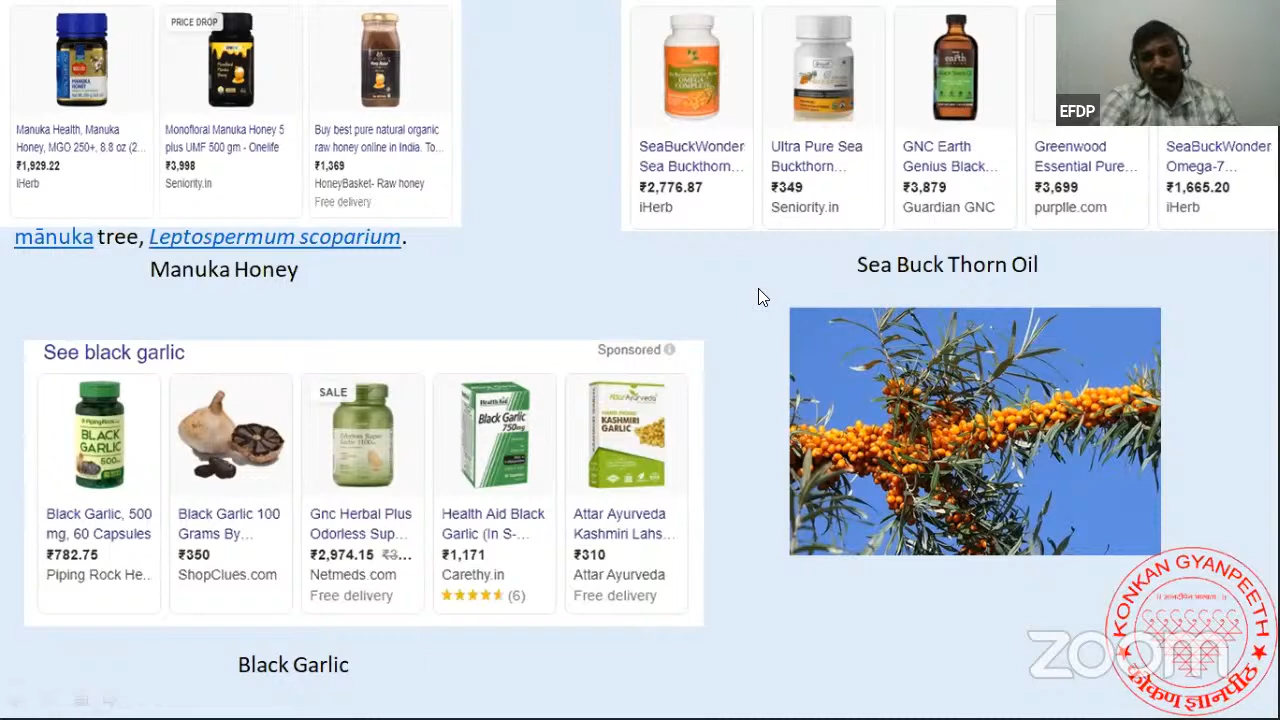 PRICE DROP
Manuka Health, Manuka
Honey, MGO 250+, 8.8 oz (2...
₹1,929.22
iHerb
Monofloral Manuka Honey 5
plus UMF 500 gm - Onelife
₹3,998
Seniority.in
Buy best pure natural organic
raw honey online in India. To...
₹1,369
HoneyBasket- Raw honey
Free delivery
mānuka tree, Leptospermum scoparium.
Manuka Honey
SeaBuckWonder
Sea Buckthorn...
₹2,776.87
iHerb
Ultra Pure Sea
Buckthorn...
₹349
Seniority.in
GNC Earth
Genius Black...
₹3,879
Guardian GNC
Greenwood
Essential Pure...
₹3,699
purplle.com
SeaBuckWonder
Omega-7...
₹1,665.20
iHerb
EFDP
Sea Buck Thorn Oil
See black garlic
Sponsored
BLACK
GARLIC
Black Garlic, 500
mg, 60 Capsules
₹782.75
Piping Rock He..
Black Garlic 100
Grams By...
₹350
ShopClues.com
SALE
Gnc Herbal Plus
Odorless Sup...
₹2,974.15 ₹3...
Netmeds.com
Free delivery
HealthAid
Black Garlic
750mg
Health Aid Black
Garlic (In S-...
₹1,171
Carethy.in
(6)
KASHMIRI
GARLIC
Attar Ayurveda
Kashmiri Lahs...
₹310
Attar Ayurveda
Free delivery
Black Garlic
zoom
KONKAN GYANPEETH
कोकण ज्ञानपीठ